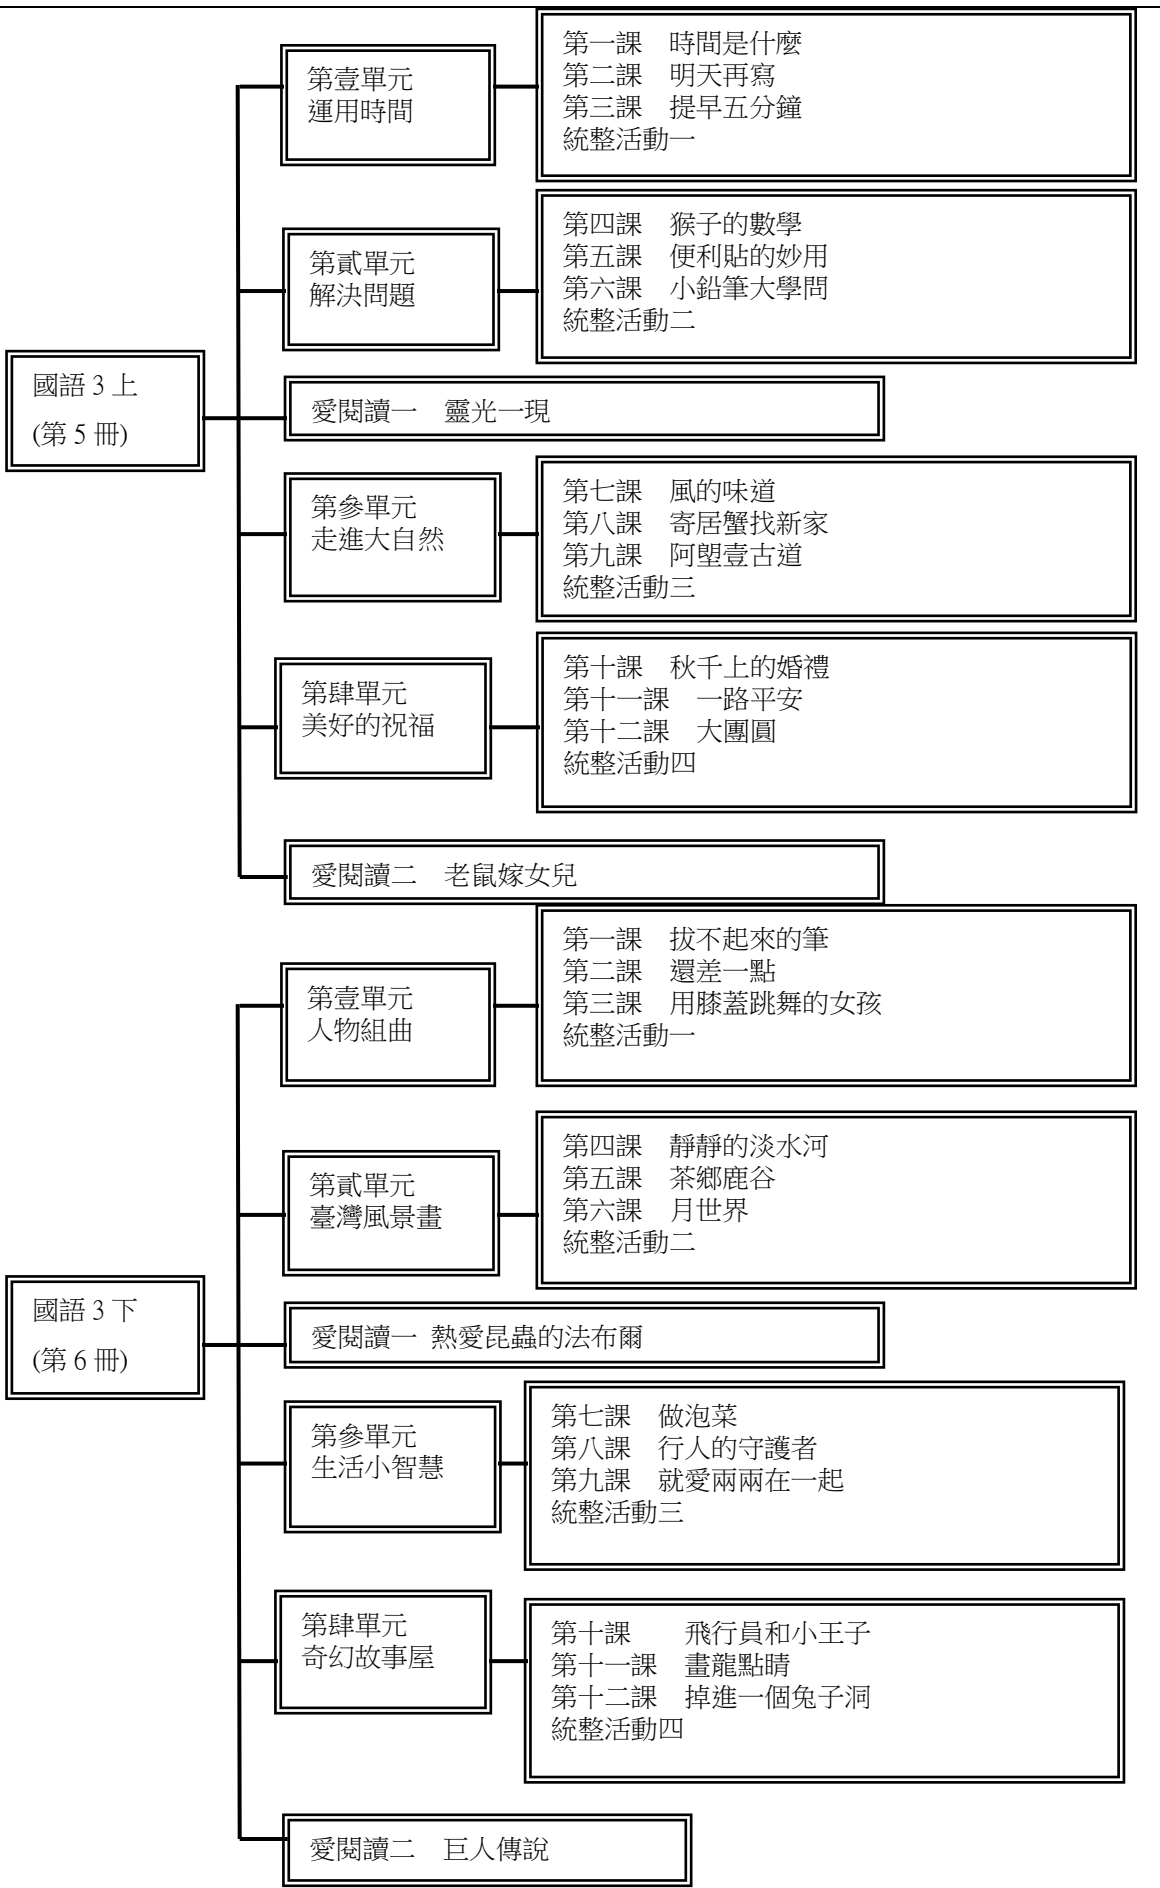 國語 3 上
(第 5 冊)
第壹單元
運用時間
第一課　時間是什麼
第二課　明天再寫
第三課　提早五分鐘
統整活動一
第貳單元
解決問題
第四課　猴子的數學
第五課　便利貼的妙用
第六課　小鉛筆大學問
統整活動二
愛閱讀一　靈光一現
第參單元
走進大自然
第七課　風的味道
第八課　寄居蟹找新家
第九課　阿塱壹古道
統整活動三
第肆單元
美好的祝福
第十課　秋千上的婚禮
第十一課　一路平安
第十二課　大團圓
統整活動四
愛閱讀二　老鼠嫁女兒
國語 3 下
(第 6 冊)
第壹單元
人物組曲
第一課　拔不起來的筆
第二課　還差一點
第三課　用膝蓋跳舞的女孩
統整活動一
第貳單元
臺灣風景畫
第四課　靜靜的淡水河
第五課　茶鄉鹿谷
第六課　月世界
統整活動二
愛閱讀一 熱愛昆蟲的法布爾
第參單元
生活小智慧
第七課　做泡菜
第八課　行人的守護者
第九課　就愛兩兩在一起
統整活動三
第肆單元
奇幻故事屋
第十課　　飛行員和小王子
第十一課　畫龍點睛
第十二課　掉進一個兔子洞
統整活動四
愛閱讀二　巨人傳說